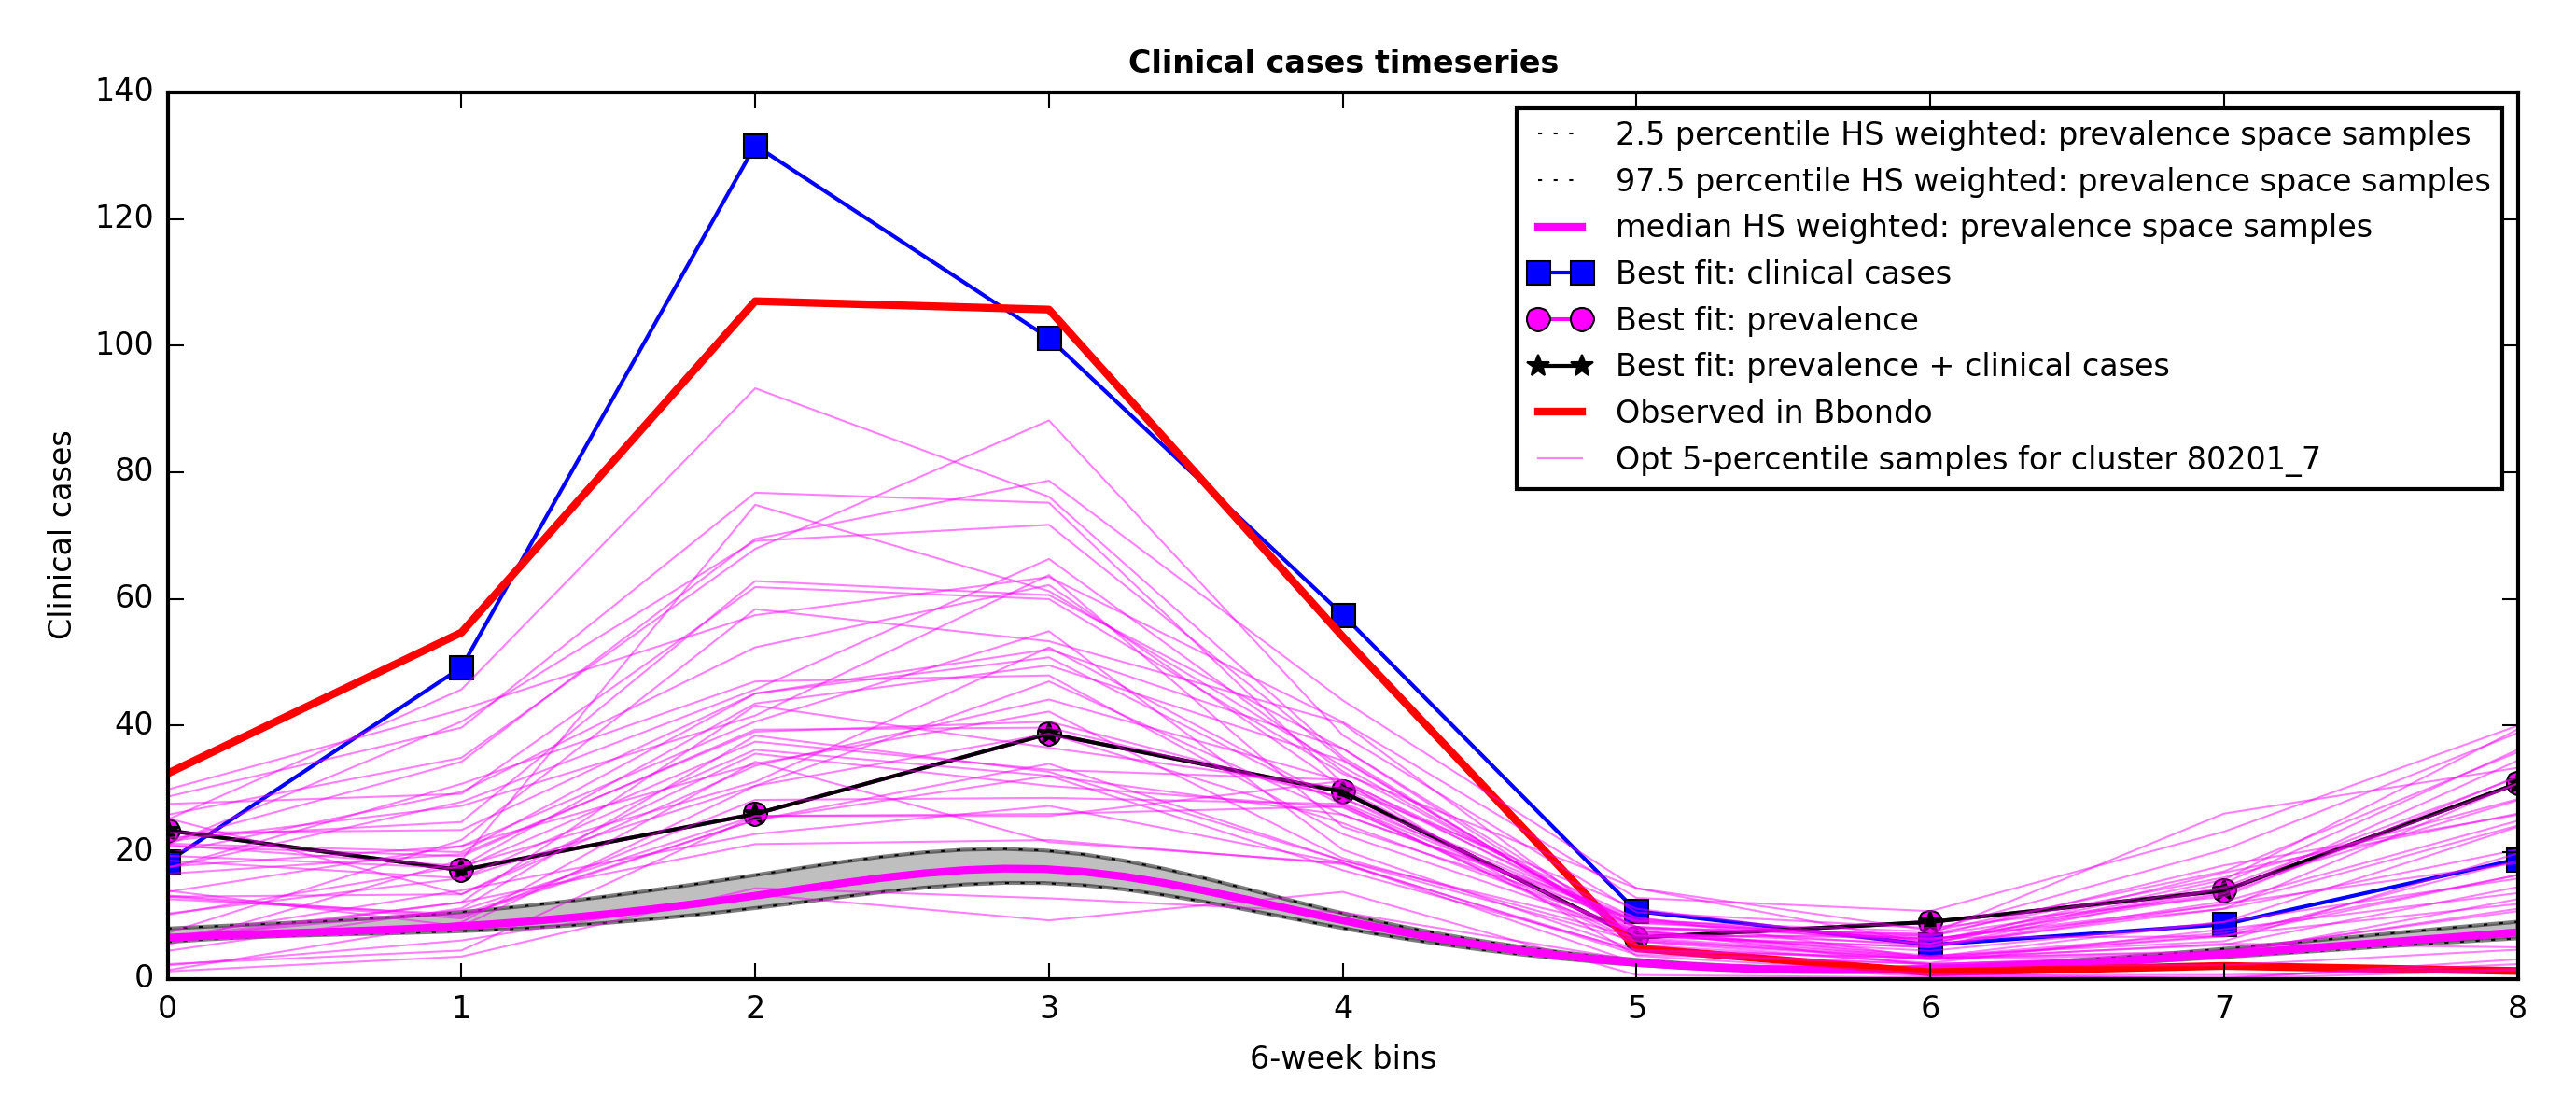 Clinical cases timeseries
140
120
100
80
60
40
20
0
Clinical cases
2.5 percentile HS weighted: prevalence space samples
97.5 percentile HS weighted: prevalence space samples
median HS weighted: prevalence space samples
Best fit: clinical cases
Best fit: prevalence
Best fit: prevalence + clinical cases
Observed in Bbondo
Opt 5-percentile samples for cluster 80201_7
0 1 2 3 4 5 6 7 8
6-week bins